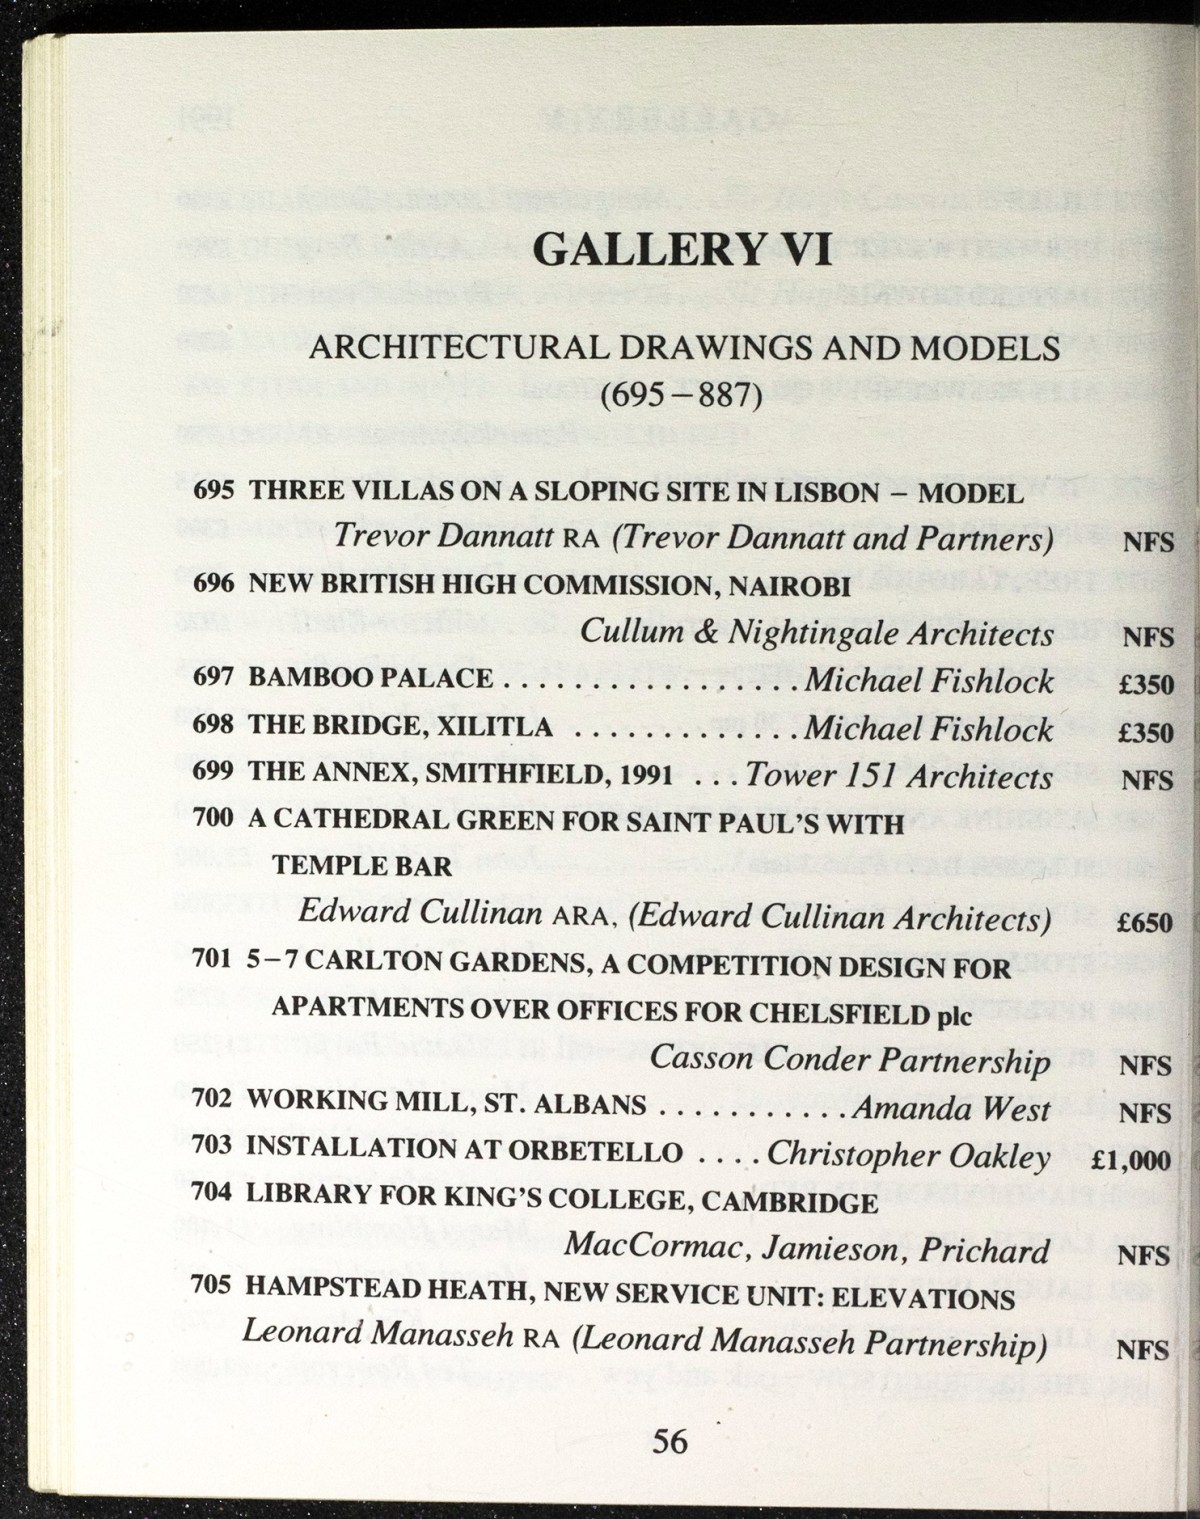 GALLERY VI
ARCHITECTURAL DRAWINGS AND MODELS
(695–887)
695 THREE VILLAS ON A SLOPING SITE IN LISBON – MODEL
Trevor Dannatt RA (Trevor Dannatt and Partners) NFS
696 NEW BRITISH HIGH COMMISSION, NAIROBI
Cullum & Nightingale Architects NFS
697 BAMBOO PALACE . . . . . . . . . . . . . . . . . Michael Fishlock £350
698 THE BRIDGE, XILITLA . . . . . . . . . . . . . Michael Fishlock £350
699 THE ANNEX, SMITHFIELD, 1991 . . . Tower 151 Architects NFS
700 A CATHEDRAL GREEN FOR SAINT PAUL'S WITH
TEMPLE BAR
Edward Cullinan ARA, (Edward Cullinan Architects) £650
701 5–7 CARLTON GARDENS, A COMPETITION DESIGN FOR
APARTMENTS OVER OFFICES FOR CHELSFIELD plc
Casson Conder Partnership NFS
702 WORKING MILL, ST. ALBANS . . . . . . . . . . . Amanda West NFS
703 INSTALLATION AT ORBETELLO . . . . Christopher Oakley £1,000
704 LIBRARY FOR KING'S COLLEGE, CAMBRIDGE
MacCormac, Jamieson, Prichard NFS
705 HAMPSTEAD HEATH, NEW SERVICE UNIT: ELEVATIONS
Leonard Manasseh RA (Leonard Manasseh Partnership) NFS
56